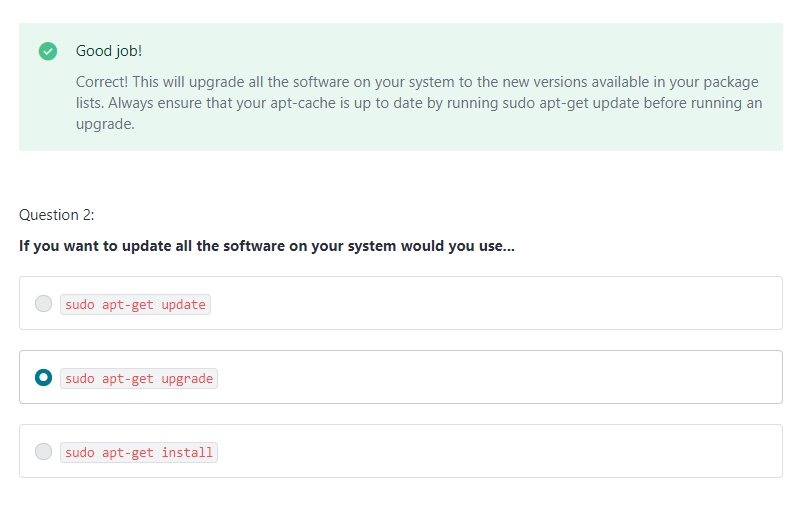 Good job!
Correct! This will upgrade all the software on your system to the new versions available in your package
lists. Always ensure that your apt-cache is up to date by running sudo apt-get update before running an
upgrade.
Question 2:
If you want to update all the software on your system would you use...
sudo apt-get update
sudo apt-get upgrade
sudo apt-get install